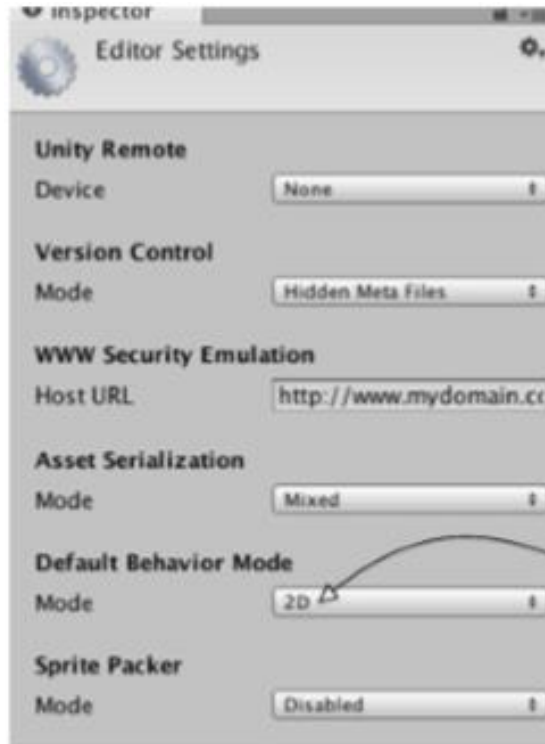 Inspector
Editor Settings
Unity Remote
Device None
Version Control
Mode Hidden Meta Files
WWW Security Emulation
Host URL http://www.mydomain.co
Asset Serialization
Mode Mixed
Default Behavior Mode
Mode 2D
Sprite Packer
Mode Disabled